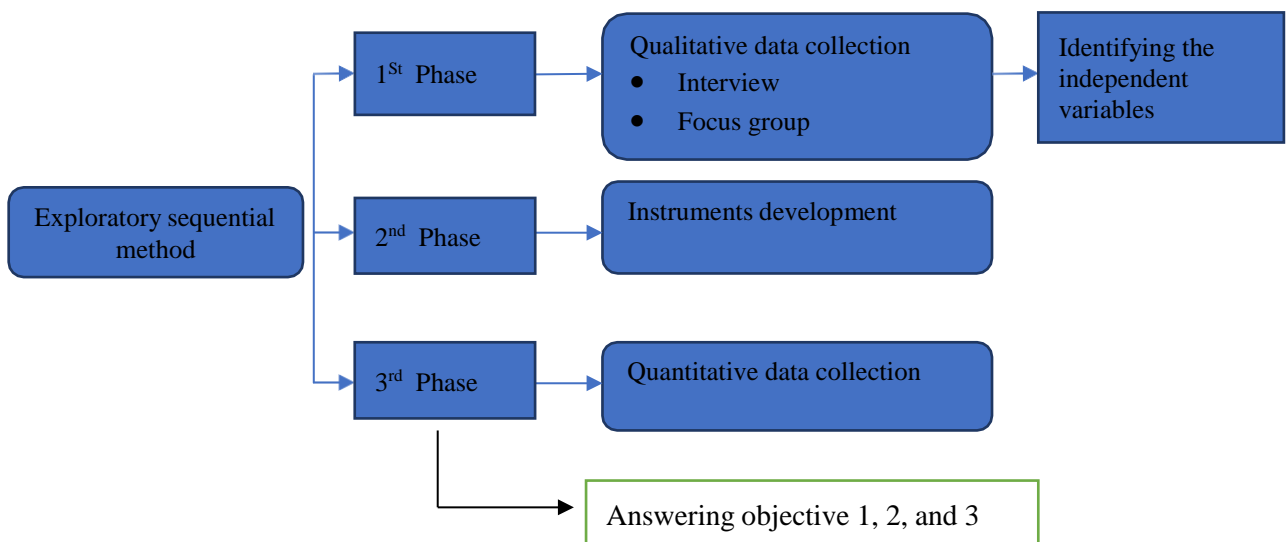 Exploratory sequential
method
1St Phase
Qualitative data collection
• Interview
• Focus group
Identifying the
independent
variables
2nd Phase
Instruments development
3rd Phase
Quantitative data collection
Answering objective 1, 2, and 3